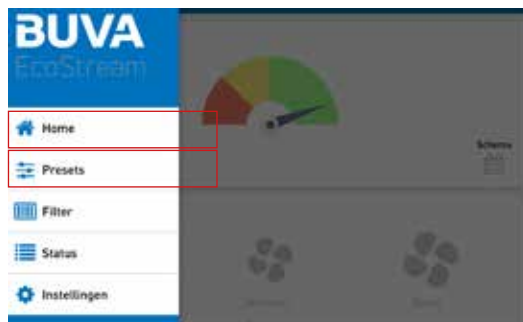 BUVA
EcoStream
Home
Presets
Filter
Status
Instellingen
Schema